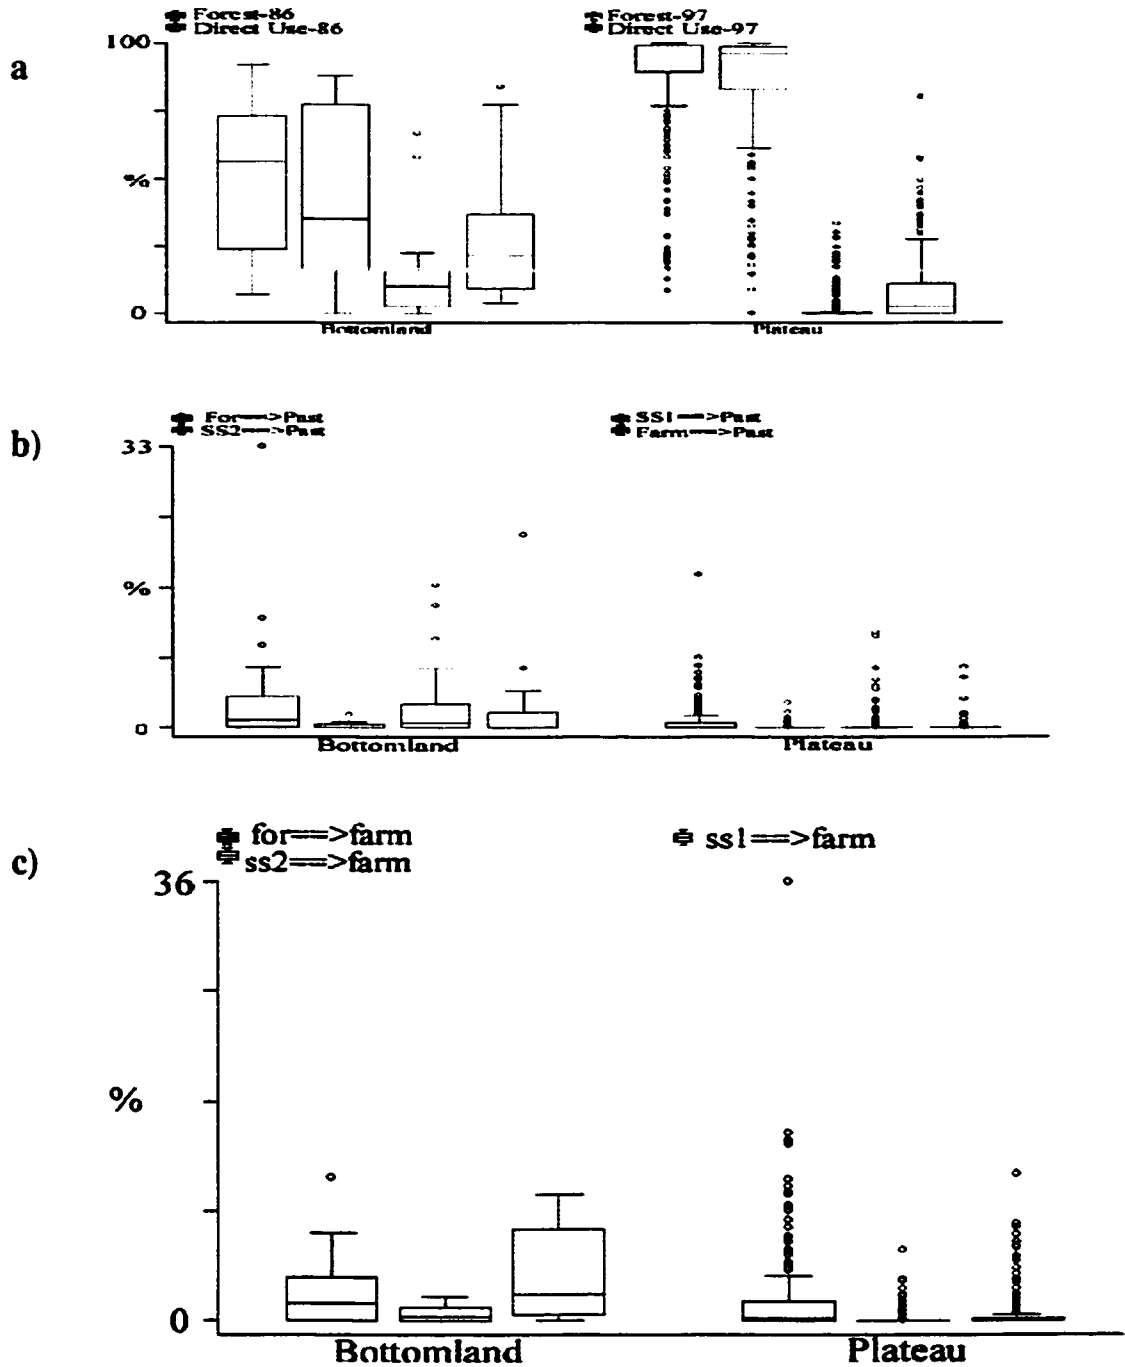 a
Forest-86
Direct Use-86
Forest-97
Direct Use-97
100
%
0
Bottomland
Plateau
b)
For==>Past
SS2==>Past
SS1==>Past
Farm==>Past
33
%
0
Bottomland
Plateau
c)
for==>farm
ss2==>farm
ss1==>farm
36
%
0
Bottomland
Plateau